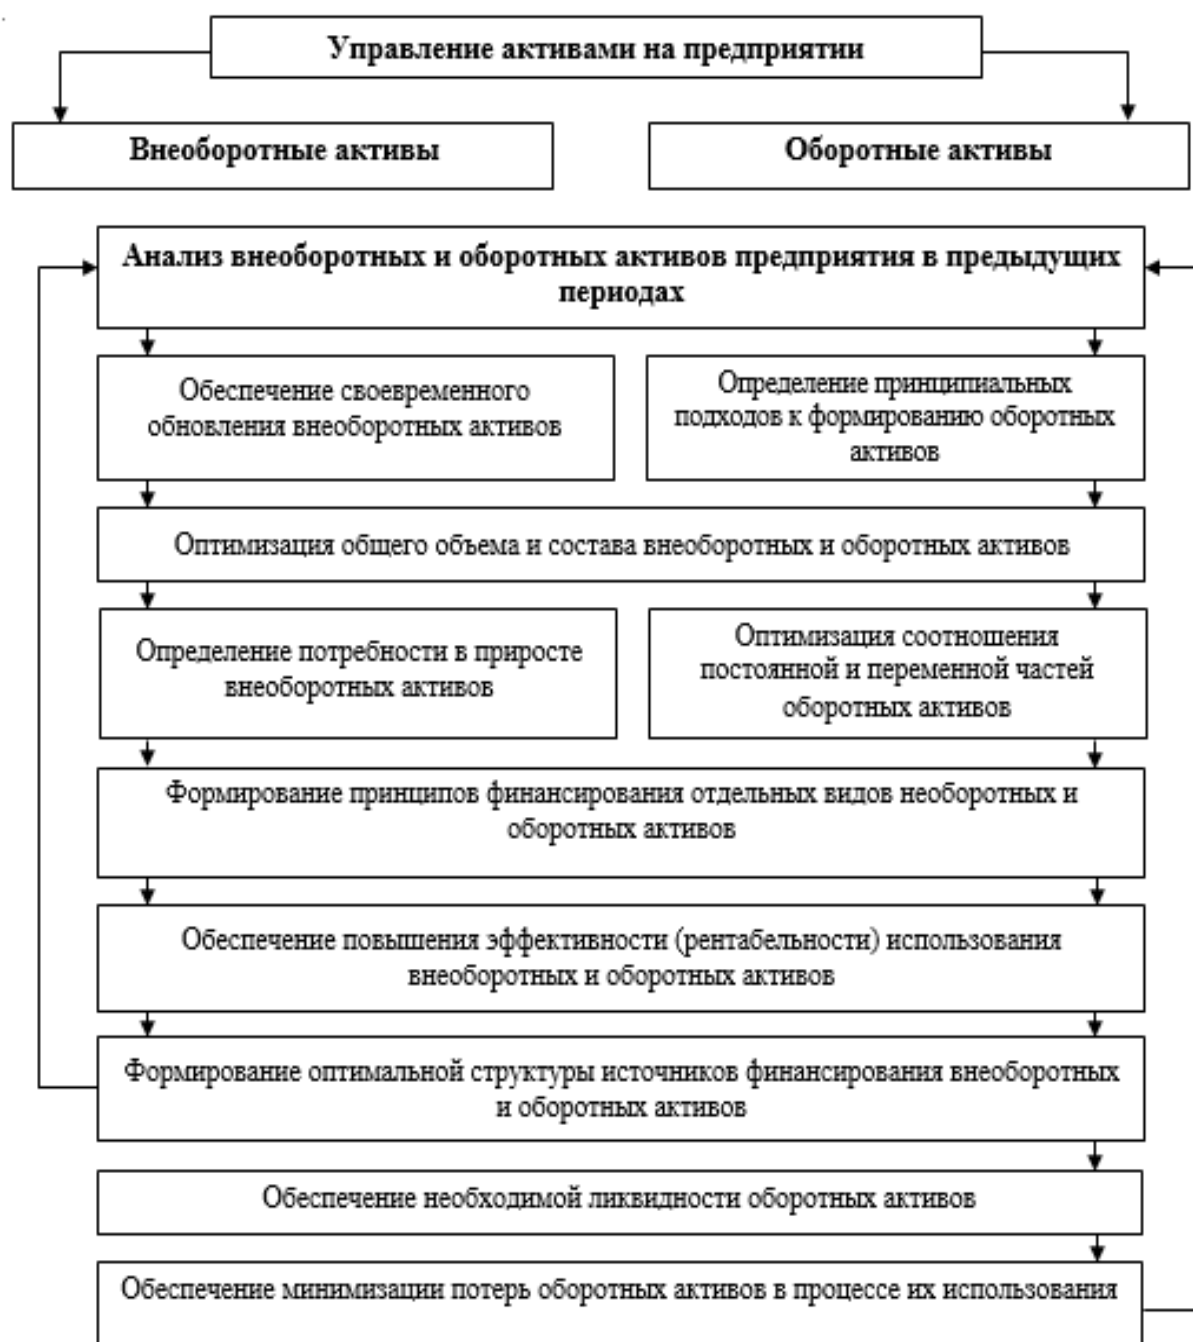 Управление активами на предприятии
Внеоборотные активы
Оборотные активы
Анализ внеоборотных и оборотных активов предприятия в предыдущих
периодах
Обеспечение своевременного
обновления внеоборотных активов
Определение принципиальных
подходов к формированию оборотных
активов
Оптимизация общего объема и состава внеоборотных и оборотных активов
Определение потребности в приросте
внеоборотных активов
Оптимизация соотношения
постоянной и переменной частей
оборотных активов
Формирование принципов финансирования отдельных видов необоротных и
оборотных активов
Обеспечение повышения эффективности (рентабельности) использования
внеоборотных и оборотных активов
Формирование оптимальной структуры источников финансирования внеоборотных
и оборотных активов
Обеспечение необходимой ликвидности оборотных активов
Обеспечение минимизации потерь оборотных активов в процессе их использования